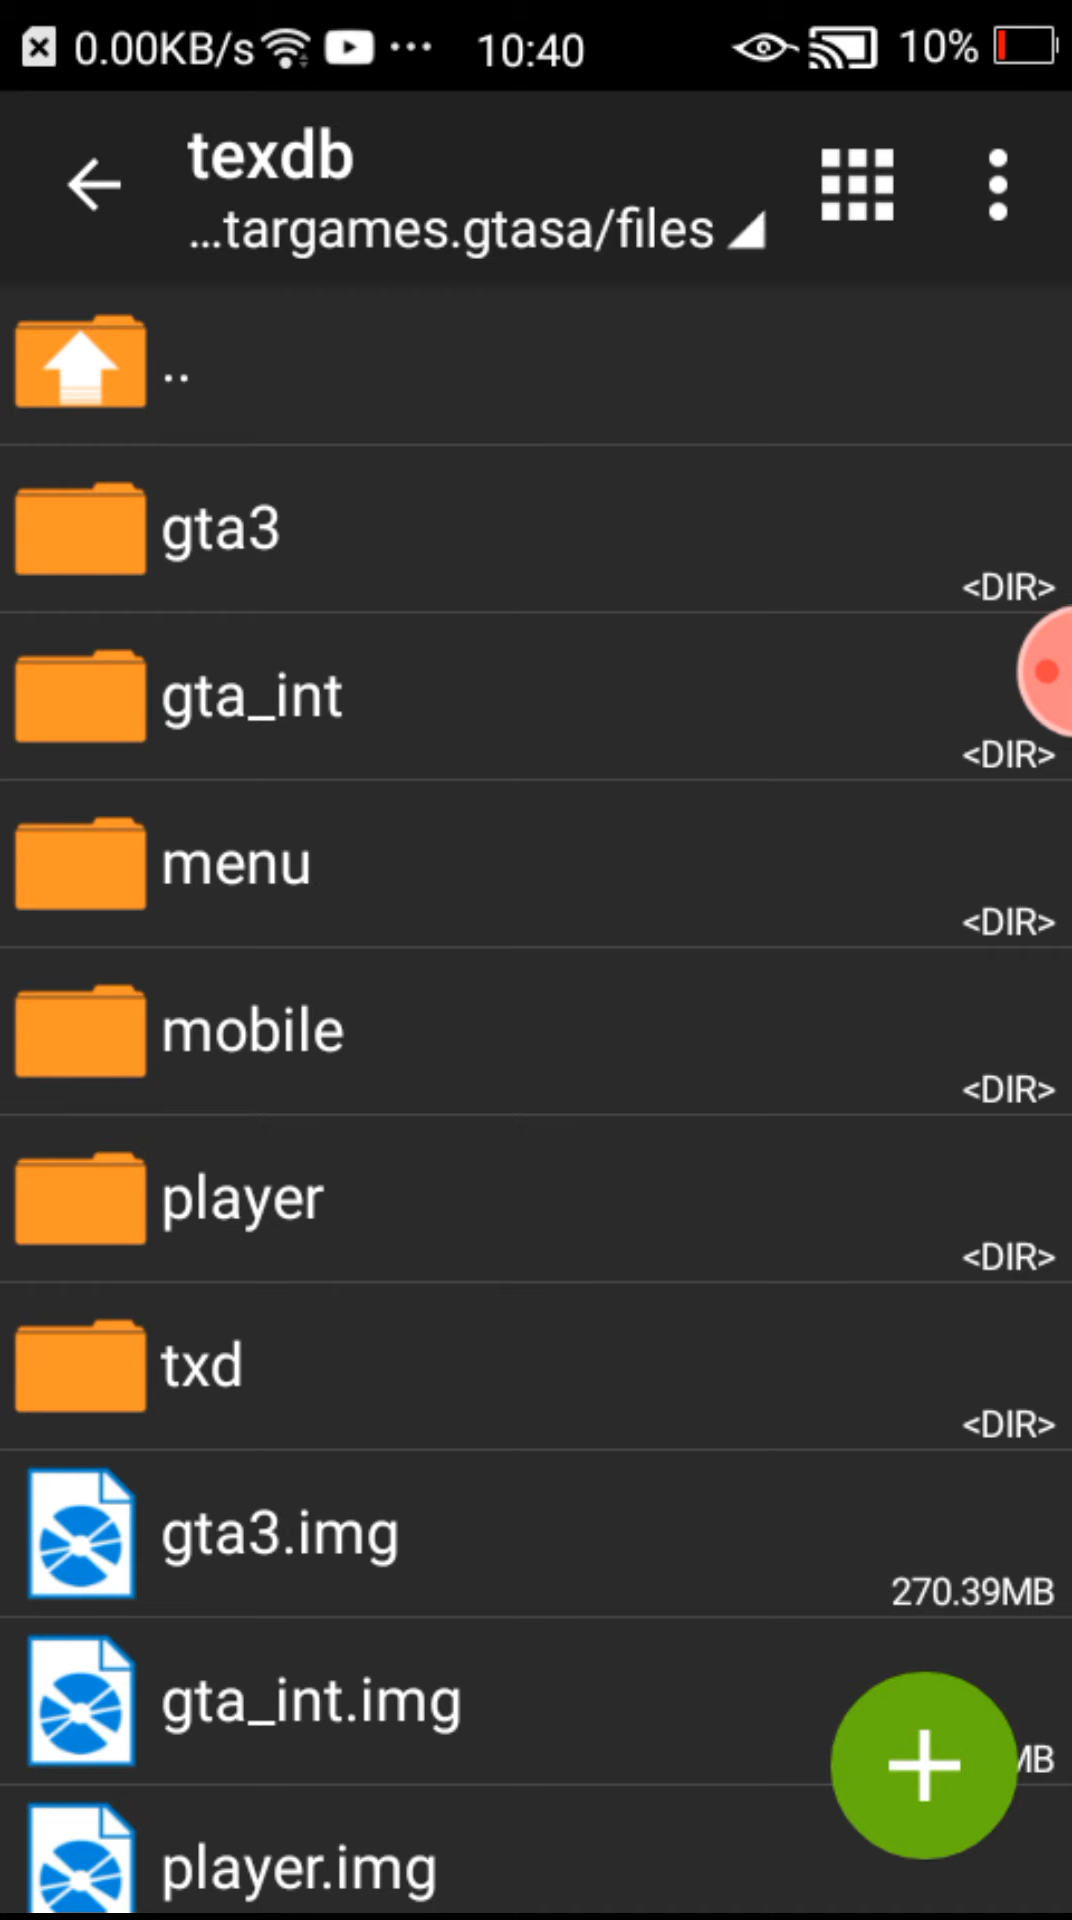 0.00KB/s ... 10:40 10%
texdb
...targames.gtasa/files
..
gta3
<DIR>
gta_int
<DIR>
menu
<DIR>
mobile
<DIR>
player
<DIR>
txd
<DIR>
gta3.img
270.39MB
gta_int.img
MB
player.img